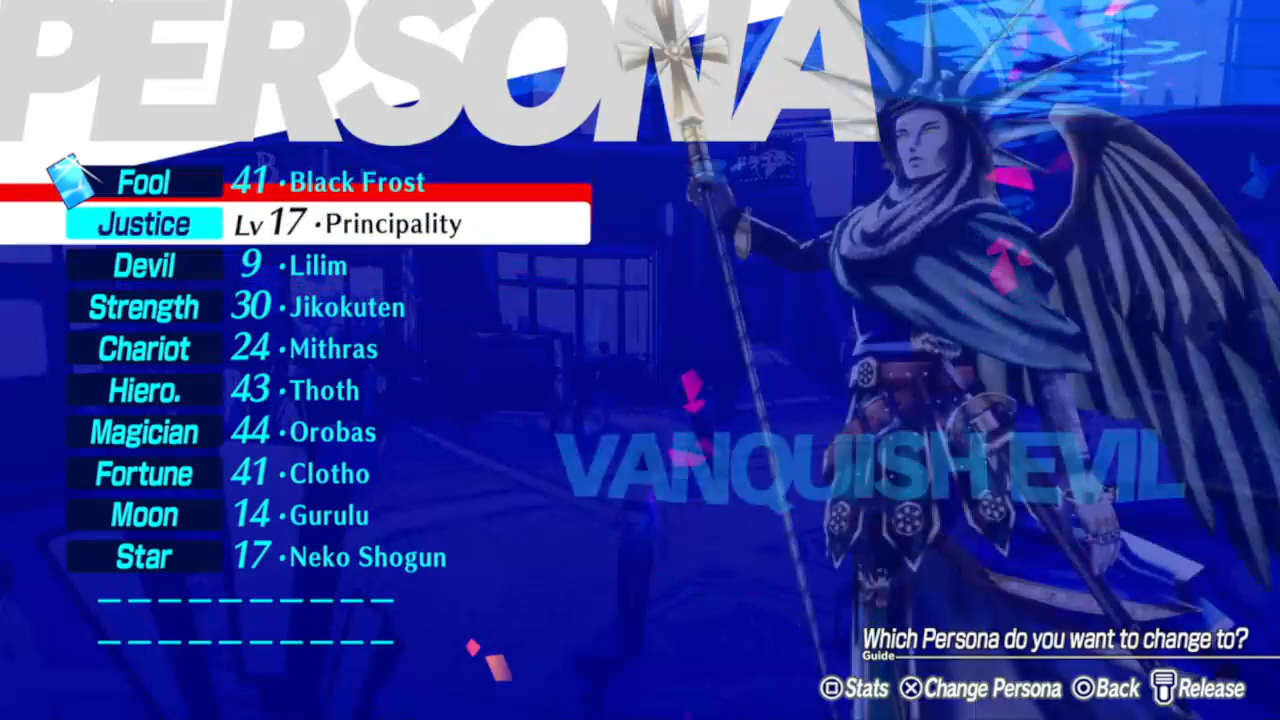 PERSONA
Fool 41 • Black Frost
Justice Lv 17 • Principality
Devil 9 • Lilim
Strength 30 • Jikokuten
Chariot 24 • Mithras
Hiero. 43 • Thoth
Magician 44 • Orobas
Fortune 41 • Clotho
Moon 14 • Gurulu
Star 17 • Neko Shogun
VANQUISH EVIL
Which Persona do you want to change to?
Guide
Stats Change Persona Back Release